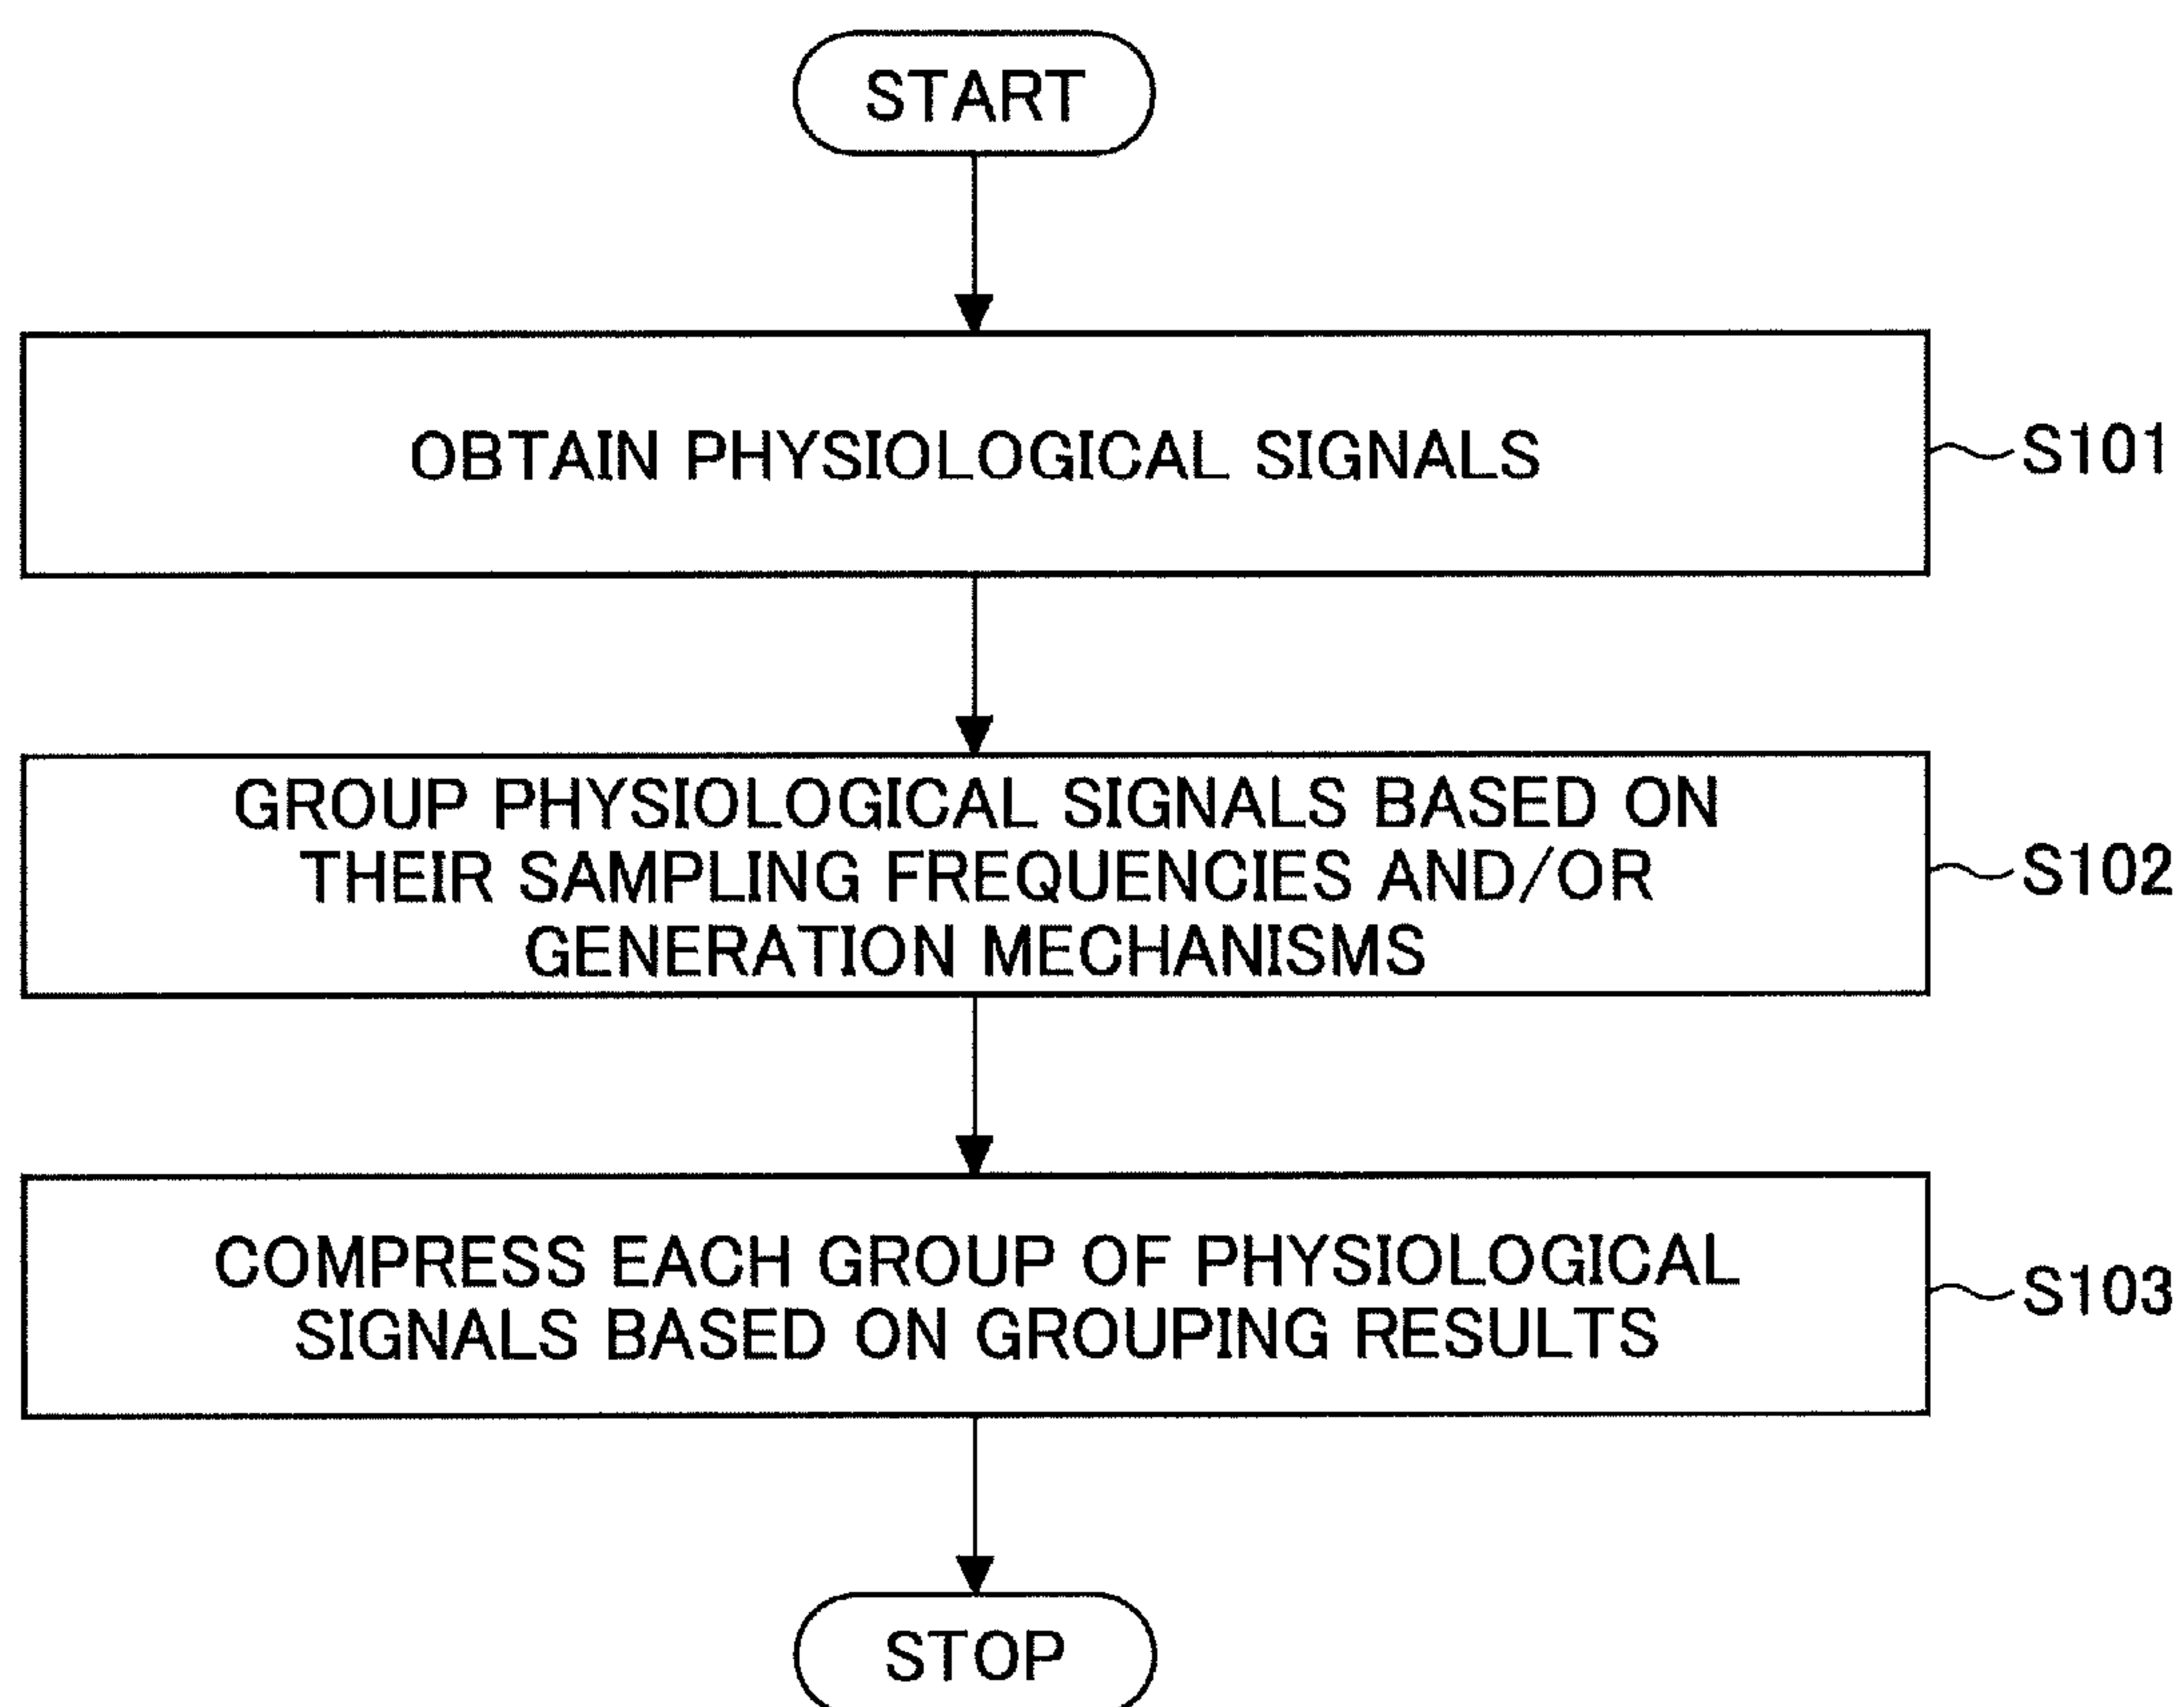 START
OBTAIN PHYSIOLOGICAL SIGNALS
S101
GROUP PHYSIOLOGICAL SIGNALS BASED ON
THEIR SAMPLING FREQUENCIES AND/OR
GENERATION MECHANISMS
S102
COMPRESS EACH GROUP OF PHYSIOLOGICAL
SIGNALS BASED ON GROUPING RESULTS
S103
STOP